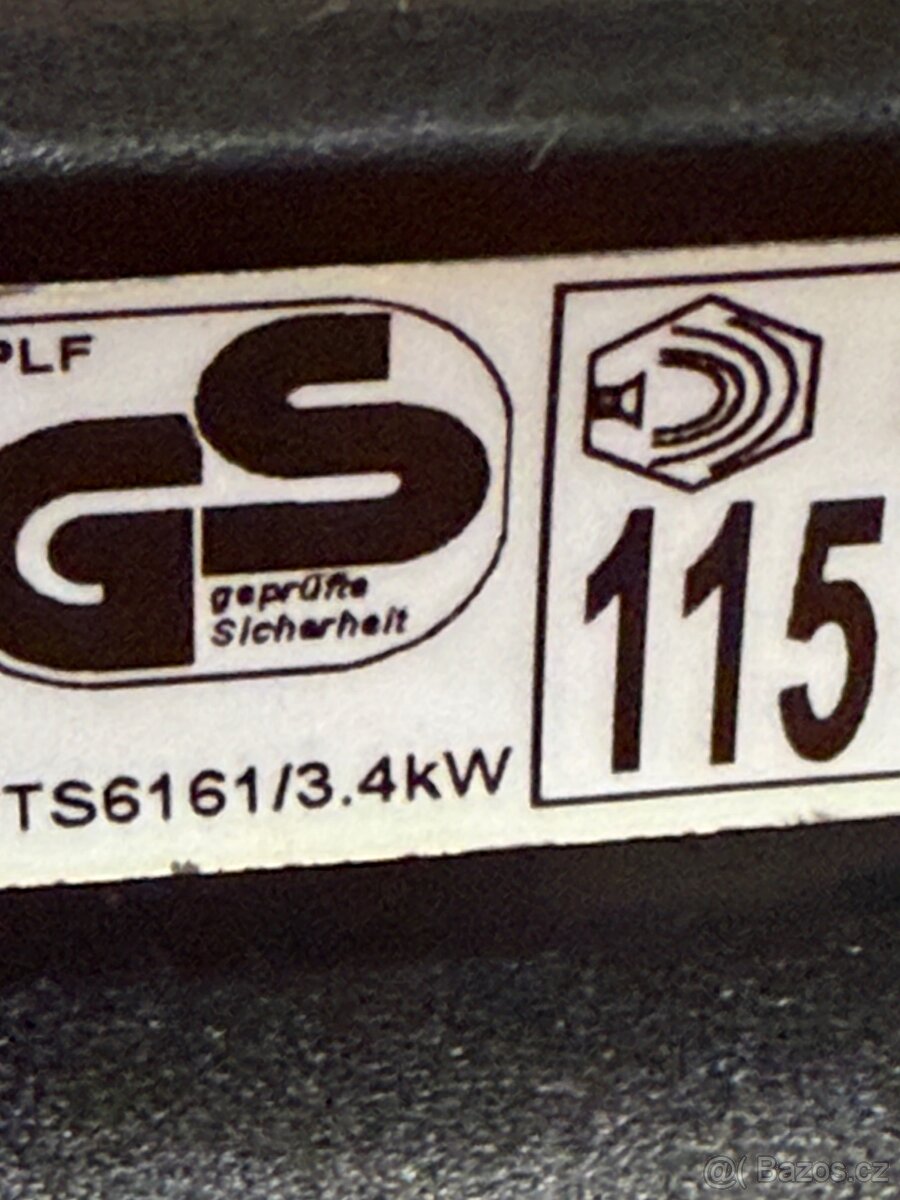 PLF
GS
geprüfte
Sicherheit
TS6161/3.4kW
115
@( Bazos.cz